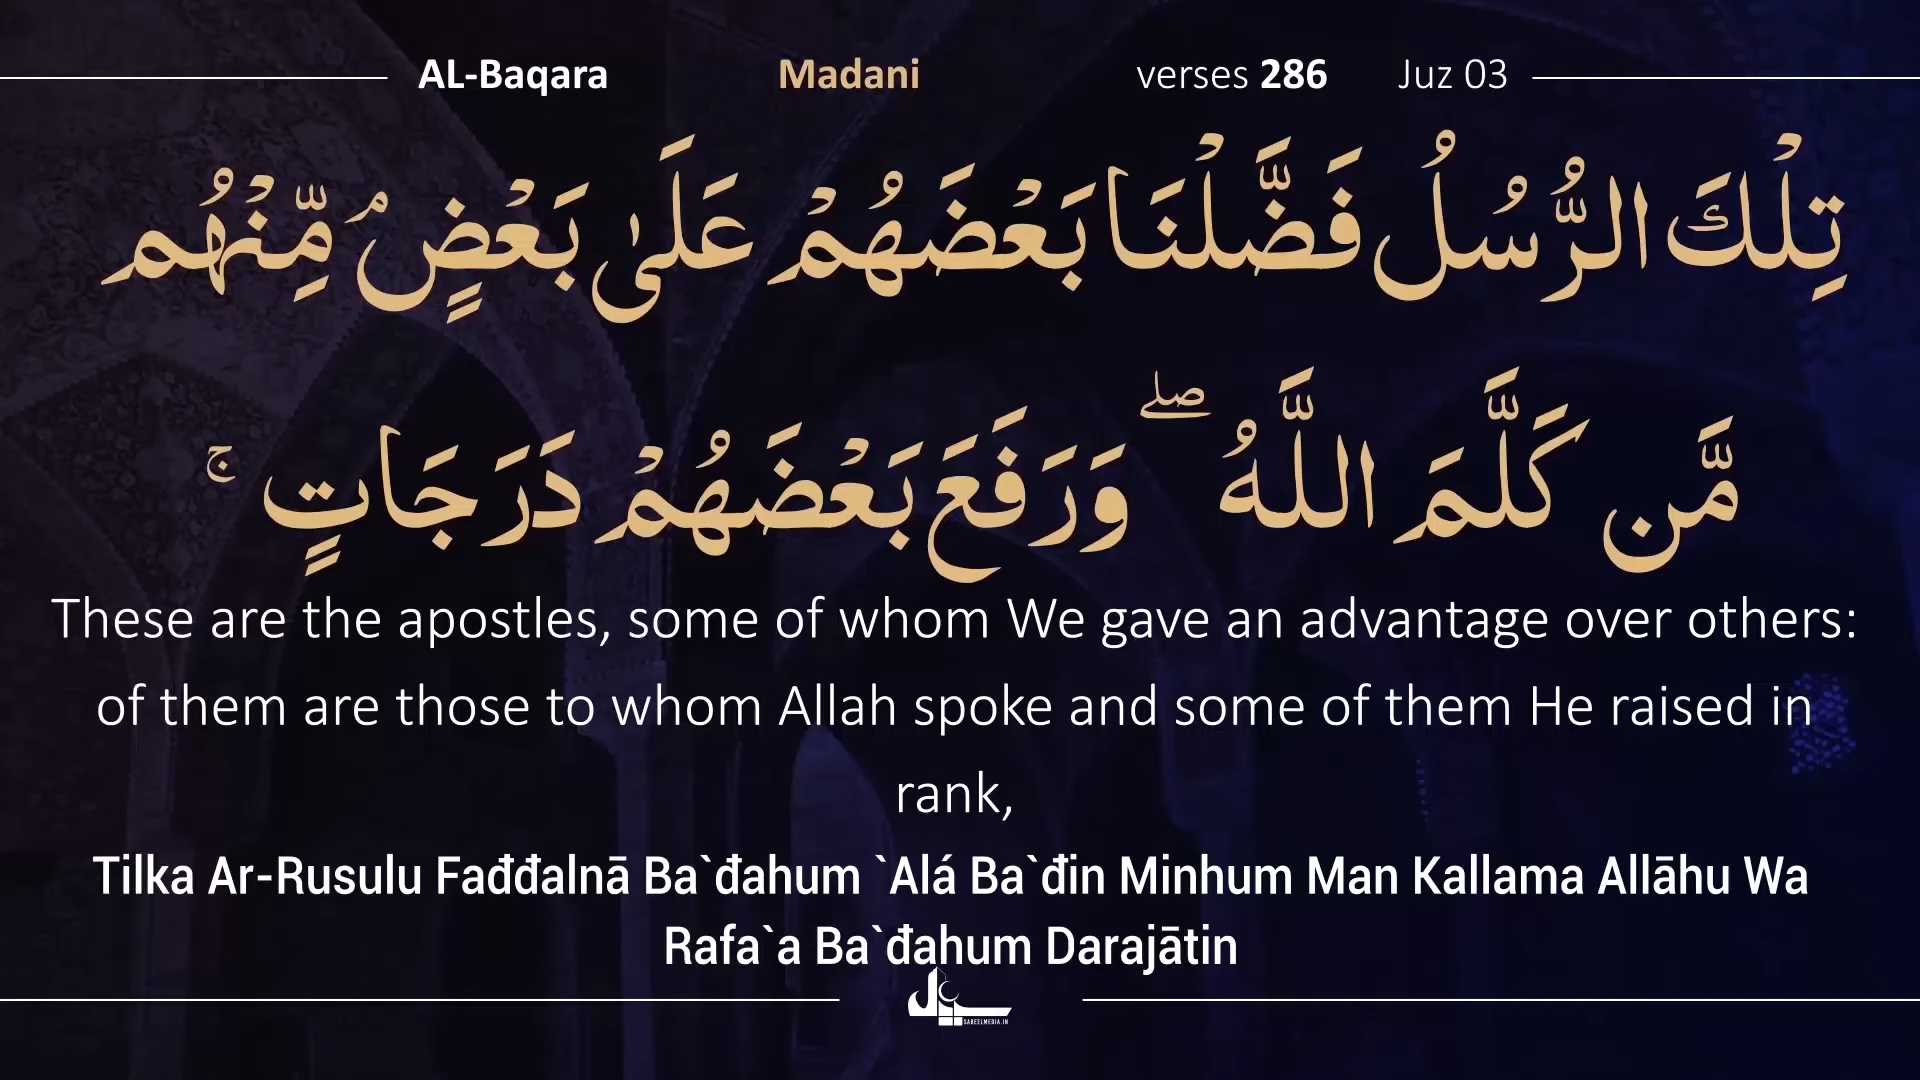 AL-Baqara Madani verses 286 Juz 03
تِلْكَ الرُّسُلُ فَضَّلْنَا بَعْضَهُمْ عَلَىٰ بَعْضٍ ۘ مِّنْهُم
مَّن كَلَّمَ اللَّهُ ۖ وَرَفَعَ بَعْضَهُمْ دَرَجَاتٍ ۚ
These are the apostles, some of whom We gave an advantage over others:
of them are those to whom Allah spoke and some of them He raised in
rank,
Tilka Ar-Rusulu Fađđalnā Ba`đahum `Alá Ba`đin Minhum Man Kallama Allāhu Wa
Rafa`a Ba`đahum Darajātin
SABEELMEDIA.IN